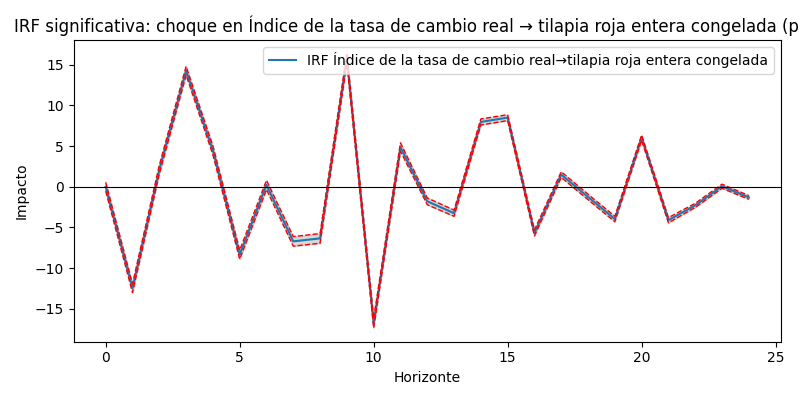 IRF significativa: choque en Índice de la tasa de cambio real → tilapia roja entera congelada (p
IRF Índice de la tasa de cambio real→tilapia roja entera congelada
15
10
5
0
−5
−10
−15
Impacto
0 5 10 15 20 25
Horizonte